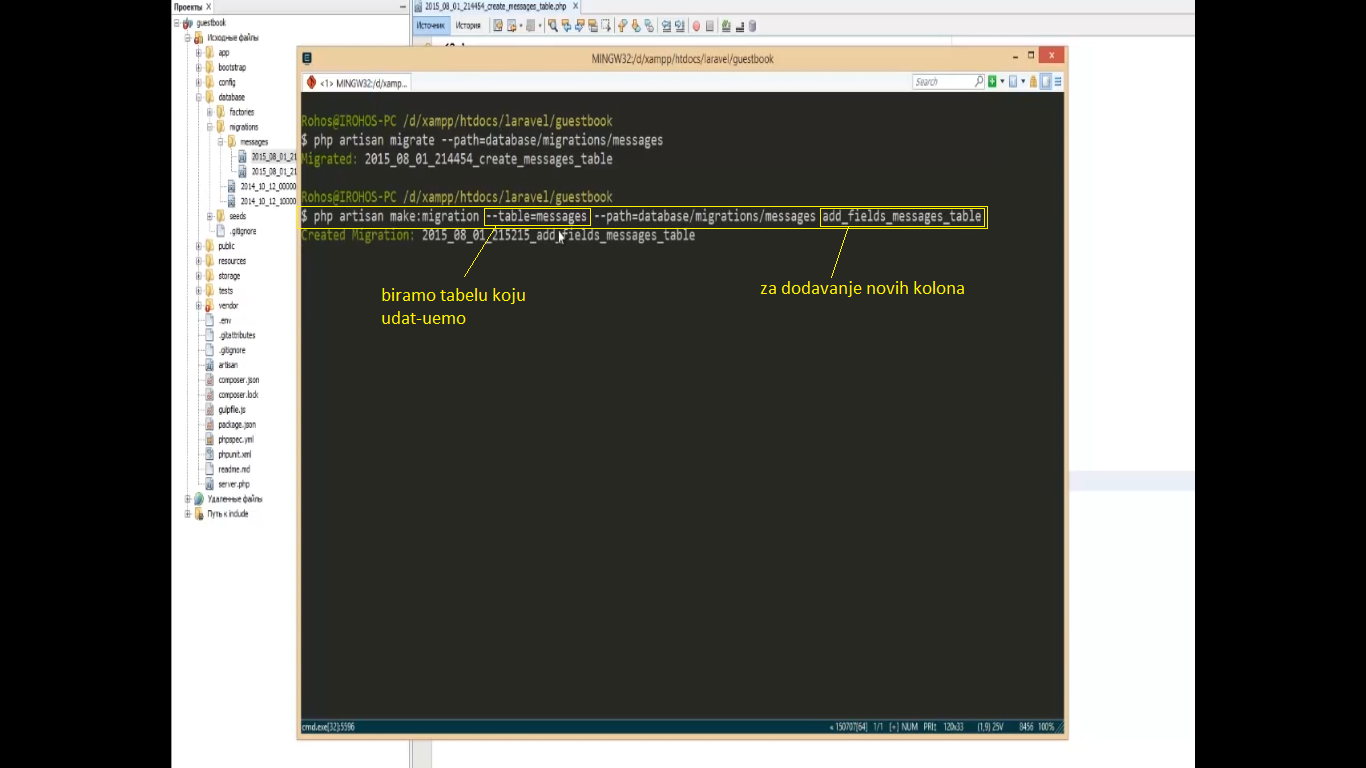 Проекты X
guestbook
Исходные файлы
app
bootstrap
config
database
factories
migrations
messages
2015_08_01_21
2015_08_01_21
2014_10_12_00000
2014_10_12_10000
seeds
.gitignore
public
resources
storage
tests
vendor
.env
.gitattributes
.gitignore
artisan
composer.json
composer.lock
gulpfile.js
package.json
phpspec.yml
phpunit.xml
readme.md
server.php
Удаленные файлы
Путь к include
2015_08_01_214454_create_messages_table.php X
Источник История
MINGW32:/d/xampp/htdocs/laravel/guestbook
<1> MINGW32:/d/xamp...
Search
Rohos@IROHOS-PC /d/xampp/htdocs/laravel/guestbook
$ php artisan migrate --path=database/migrations/messages
Migrated: 2015_08_01_214454_create_messages_table
Rohos@IROHOS-PC /d/xampp/htdocs/laravel/guestbook
$ php artisan make:migration --table=messages --path=database/migrations/messages add_fields_messages_table
Created Migration: 2015_08_01_215215_add_fields_messages_table
biramo tabelu koju
udat-uemo
za dodavanje novih kolona
cmd.exe[32]:5596
« 150707[64] 1/1 [+] NUM PRI: 120x33 (1,9) 25V 8456 100%